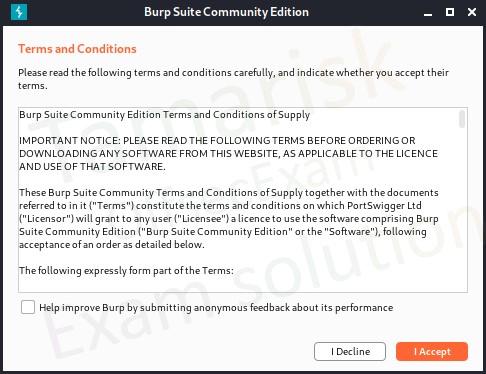 Burp Suite Community Edition
Terms and Conditions
Please read the following terms and conditions carefully, and indicate whether you accept their
terms.
Burp Suite Community Edition Terms and Conditions of Supply
IMPORTANT NOTICE: PLEASE READ THE FOLLOWING TERMS BEFORE ORDERING OR
DOWNLOADING ANY SOFTWARE FROM THIS WEBSITE, AS APPLICABLE TO THE LICENCE
AND USE OF THAT SOFTWARE.
These Burp Suite Community Terms and Conditions of Supply together with the documents
referred to in it ("Terms") constitute the terms and conditions on which PortSwigger Ltd
("Licensor") will grant to any user ("Licensee") a licence to use the software comprising Burp
Suite Community Edition ("Burp Suite Community Edition" or the "Software"), following
acceptance of an order as detailed below.
The following expressly form part of the Terms:
Help improve Burp by submitting anonymous feedback about its performance
I Decline
I Accept
Tamarisk
Exam solution